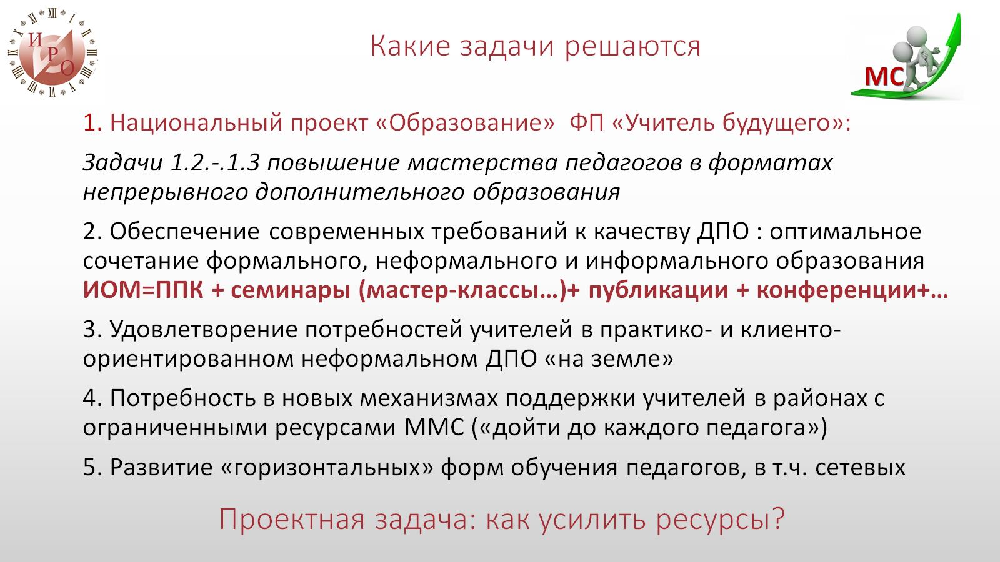 И
Р
О
Какие задачи решаются
МС
1. Национальный проект «Образование»  ФП «Учитель будущего»:
Задачи 1.2.-.1.3 повышение мастерства педагогов в форматах
непрерывного дополнительного образования
2. Обеспечение современных требований к качеству ДПО : оптимальное
сочетание формального, неформального и информального образования
ИОМ=ППК + семинары (мастер-классы…)+ публикации + конференции+…
3. Удовлетворение потребностей учителей в практико- и клиенто-
ориентированном неформальном ДПО «на земле»
4. Потребность в новых механизмах поддержки учителей в районах с
ограниченными ресурсами ММС («дойти до каждого педагога»)
5. Развитие «горизонтальных» форм обучения педагогов, в т.ч. сетевых
Проектная задача: как усилить ресурсы?